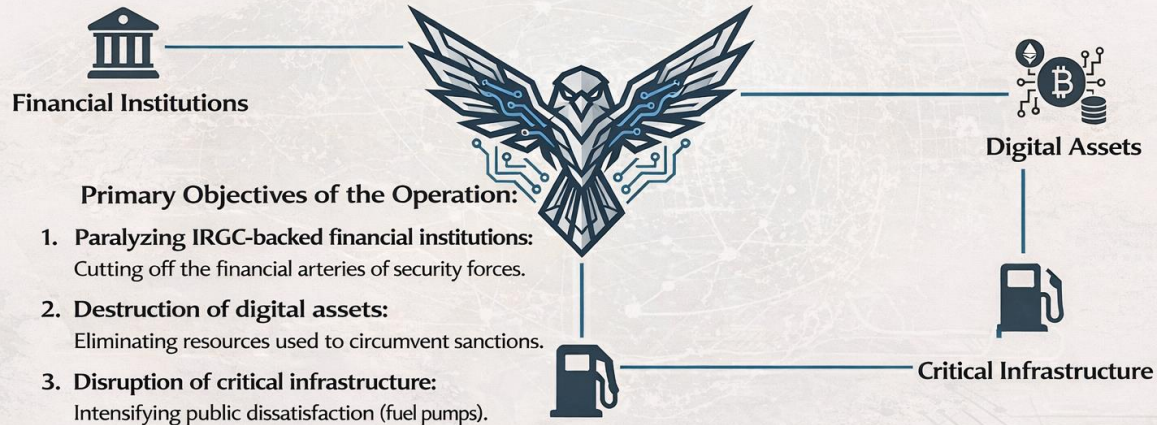 Financial Institutions
Digital Assets
Primary Objectives of the Operation:
1. Paralyzing IRGC-backed financial institutions:
Cutting off the financial arteries of security forces.
2. Destruction of digital assets:
Eliminating resources used to circumvent sanctions.
3. Disruption of critical infrastructure:
Intensifying public dissatisfaction (fuel pumps).
Critical Infrastructure